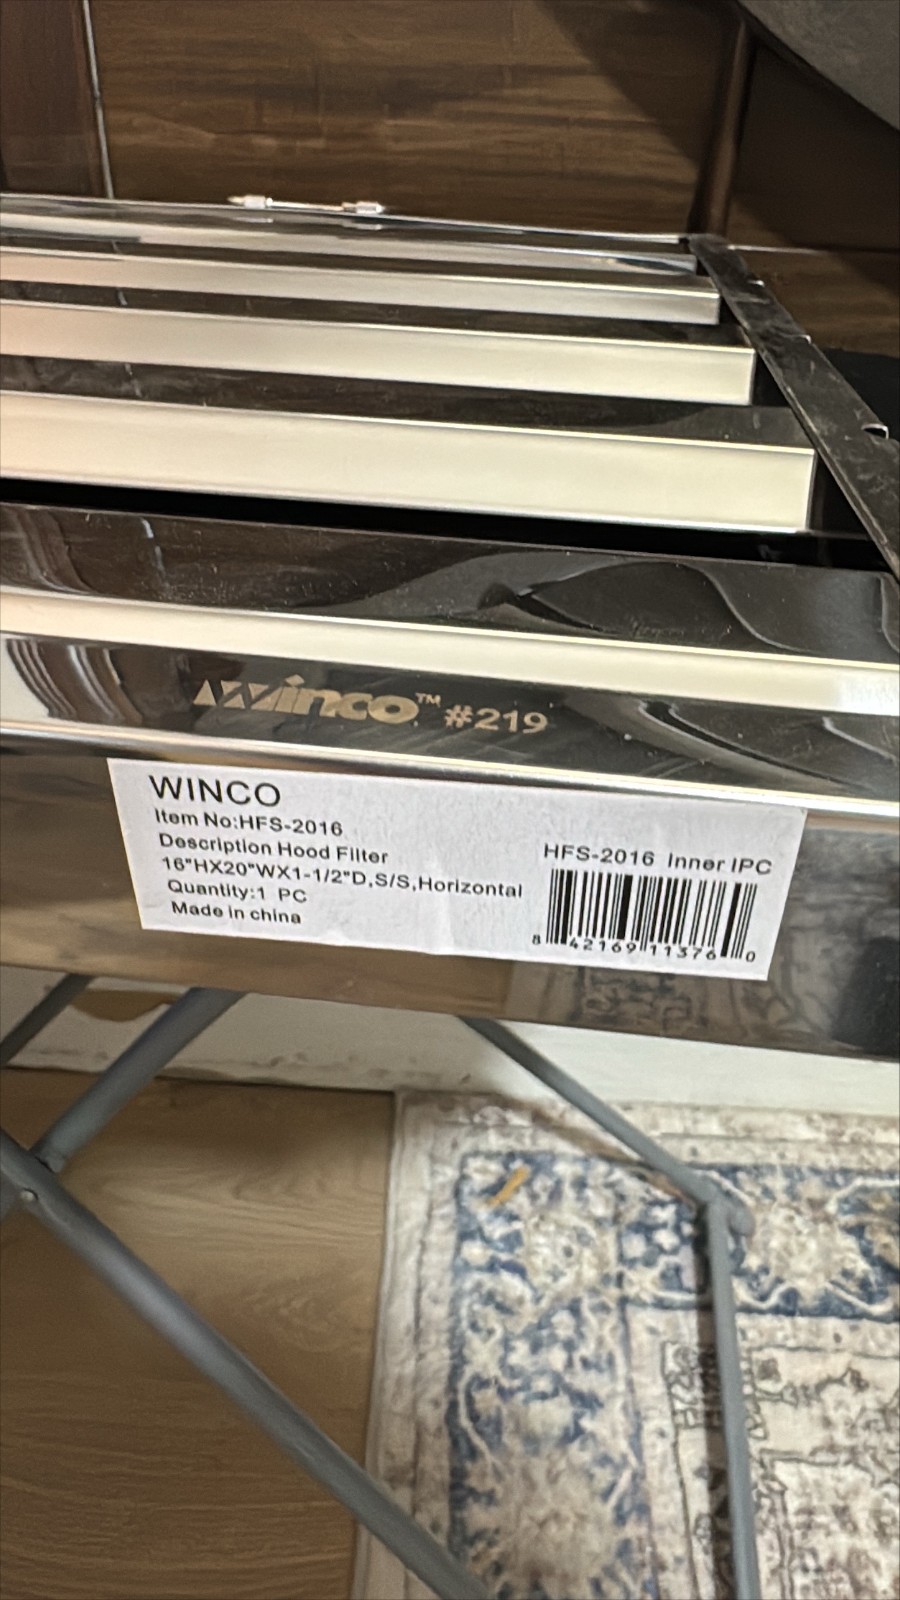 Winco™ #219
WINCO
Item No:HFS-2016
Description Hood Filter
16"HX20"WX1-1/2"D,S/S,Horizontal
Quantity:1 PC
Made in china
HFS-2016 Inner IPC
8 42169 11376 0